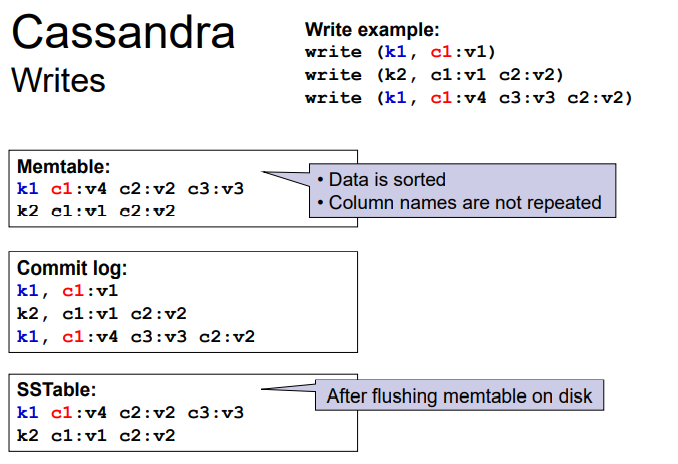 Cassandra
Writes
Write example:
write (k1, c1:v1)
write (k2, c1:v1 c2:v2)
write (k1, c1:v4 c3:v3 c2:v2)
Memtable:
k1 c1:v4 c2:v2 c3:v3
k2 c1:v1 c2:v2
• Data is sorted
• Column names are not repeated
Commit log:
k1, c1:v1
k2, c1:v1 c2:v2
k1, c1:v4 c3:v3 c2:v2
SSTable:
k1 c1:v4 c2:v2 c3:v3
k2 c1:v1 c2:v2
After flushing memtable on disk